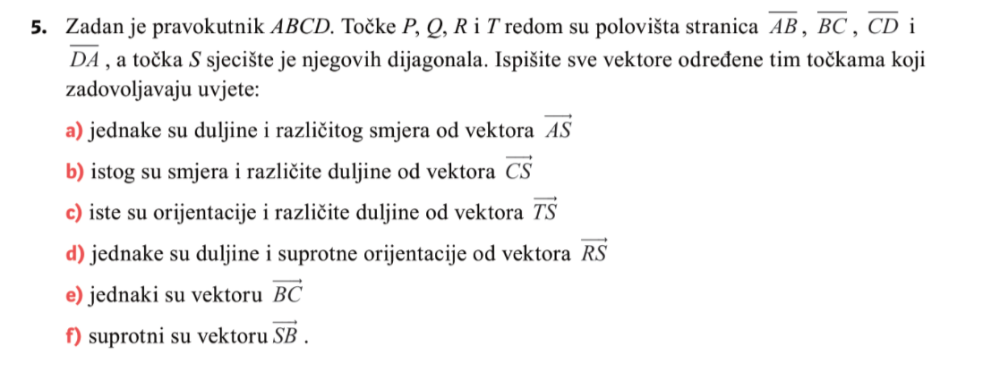 5. Zadan je pravokutnik ABCD. Točke P, Q, R i T redom su polovišta stranica \overline{AB}, \overline{BC}, \overline{CD} i
\overline{DA}, a točka S sjecište je njegovih dijagonala. Ispišite sve vektore određene tim točkama koji
zadovoljavaju uvjete:
a) jednake su duljine i različitog smjera od vektora \overrightarrow{AS}
b) istog su smjera i različite duljine od vektora \overrightarrow{CS}
c) iste su orijentacije i različite duljine od vektora \overrightarrow{TS}
d) jednake su duljine i suprotne orijentacije od vektora \overrightarrow{RS}
e) jednaki su vektoru \overrightarrow{BC}
f) suprotni su vektoru \overrightarrow{SB}.